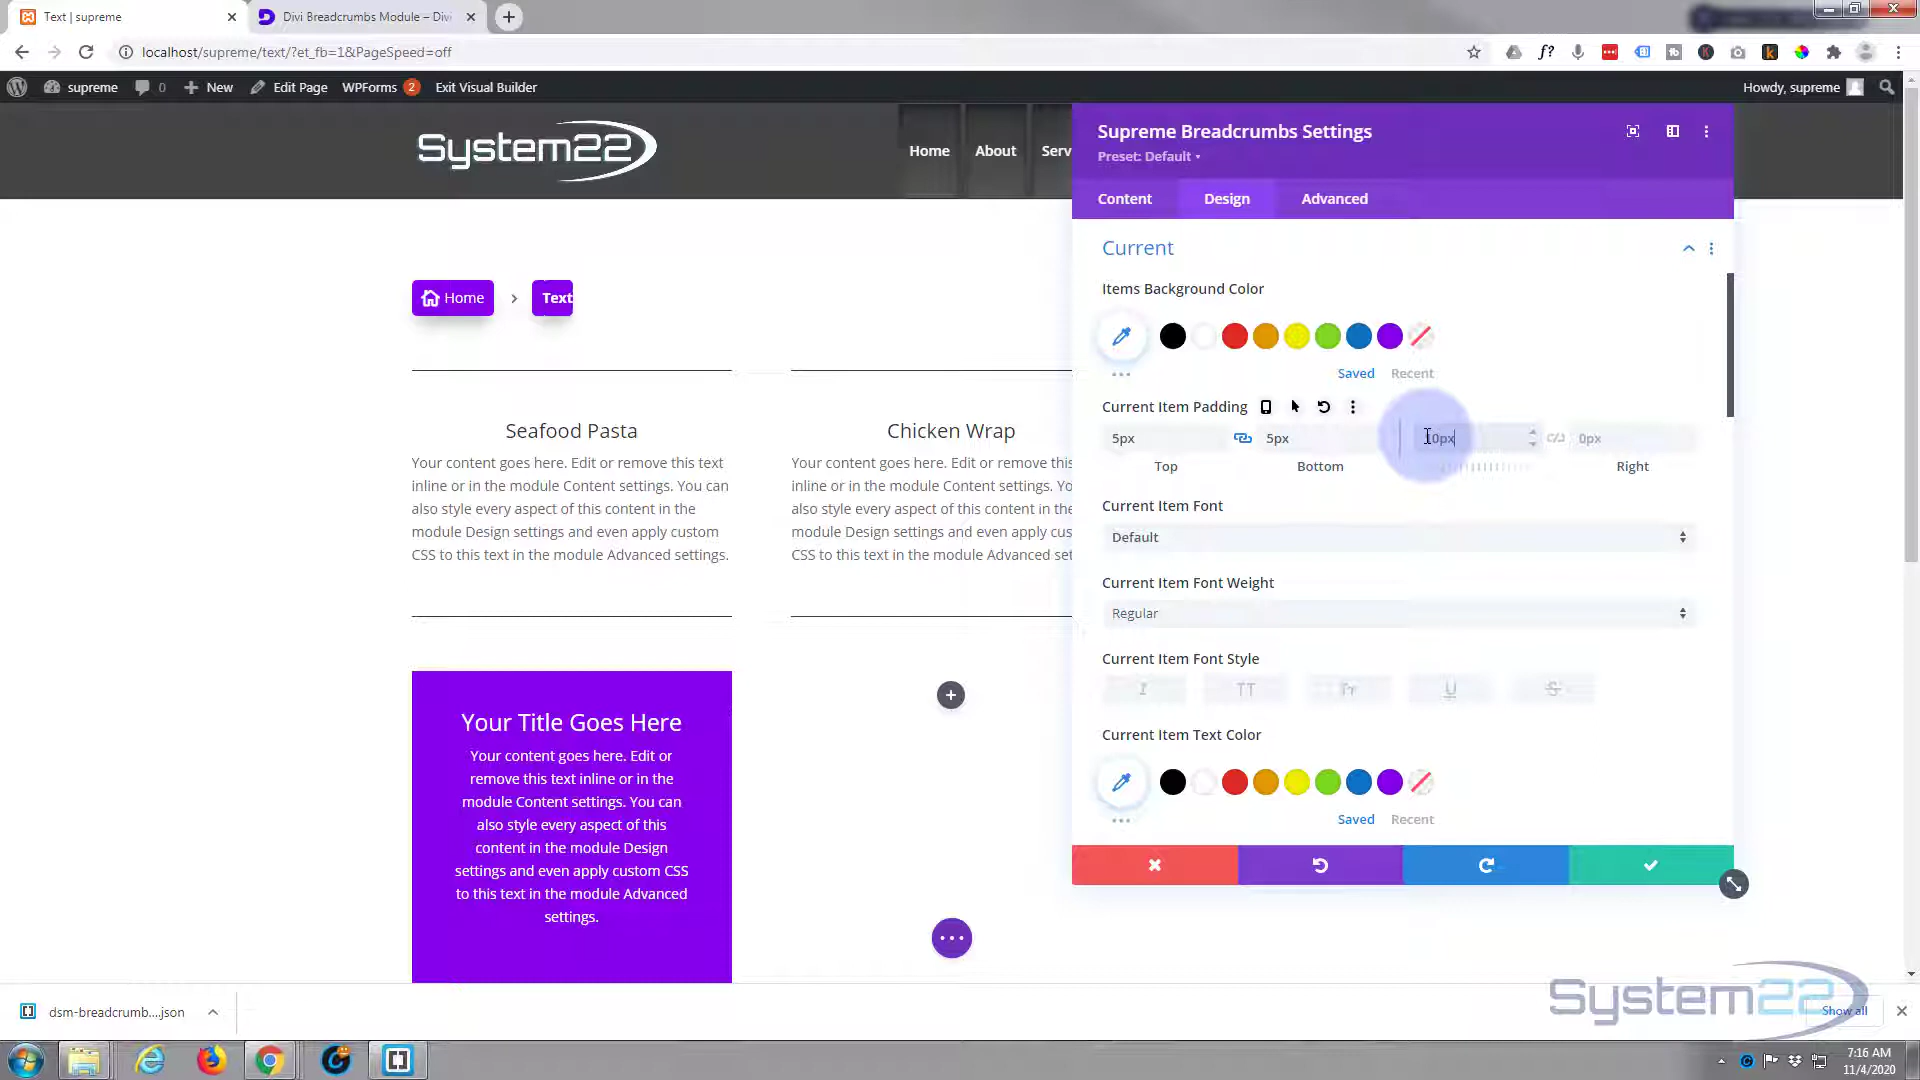 Text | supreme
Divi Breadcrumbs Module – Divi
localhost/supreme/text/?et_fb=1&PageSpeed=off
supreme 0 New Edit Page WPForms 2 Exit Visual Builder
Howdy, supreme
System22
Home About Serv
Supreme Breadcrumbs Settings
Preset: Default
Content Design Advanced
Current
Items Background Color
Home > Text
Saved Recent
Current Item Padding
5px 5px 10px 0px
Top Bottom Right
Seafood Pasta
Chicken Wrap
Your content goes here. Edit or remove this text
inline or in the module Content settings. You can
also style every aspect of this content in the
module Design settings and even apply custom
CSS to this text in the module Advanced settings.
Your content goes here. Edit or remove this
inline or in the module Content settings. You
also style every aspect of this content in the
module Design settings and even apply custom
CSS to this text in the module Advanced set
Current Item Font
Default
Current Item Font Weight
Regular
Current Item Font Style
I TT Tt U S
Current Item Text Color
Saved Recent
Your Title Goes Here
Your content goes here. Edit or
remove this text inline or in the
module Content settings. You can
also style every aspect of this
content in the module Design
settings and even apply custom CSS
to this text in the module Advanced
settings.
System22
dsm-breadcrumb....json
Show all
7:16 AM
11/4/2020